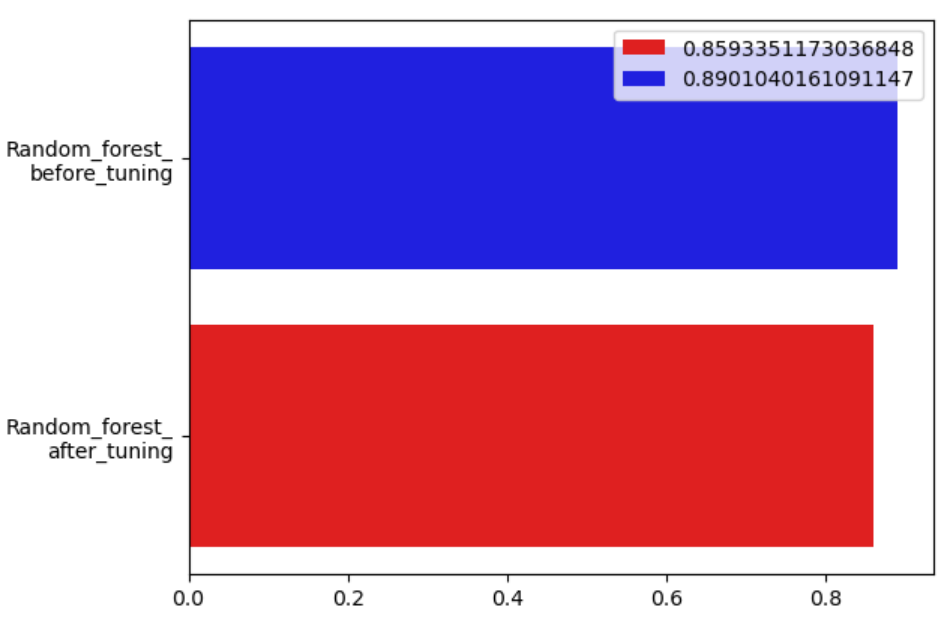 0.8593351173036848
0.8901040161091147
Random_forest_
before_tuning
Random_forest_
after_tuning
0.0 0.2 0.4 0.6 0.8